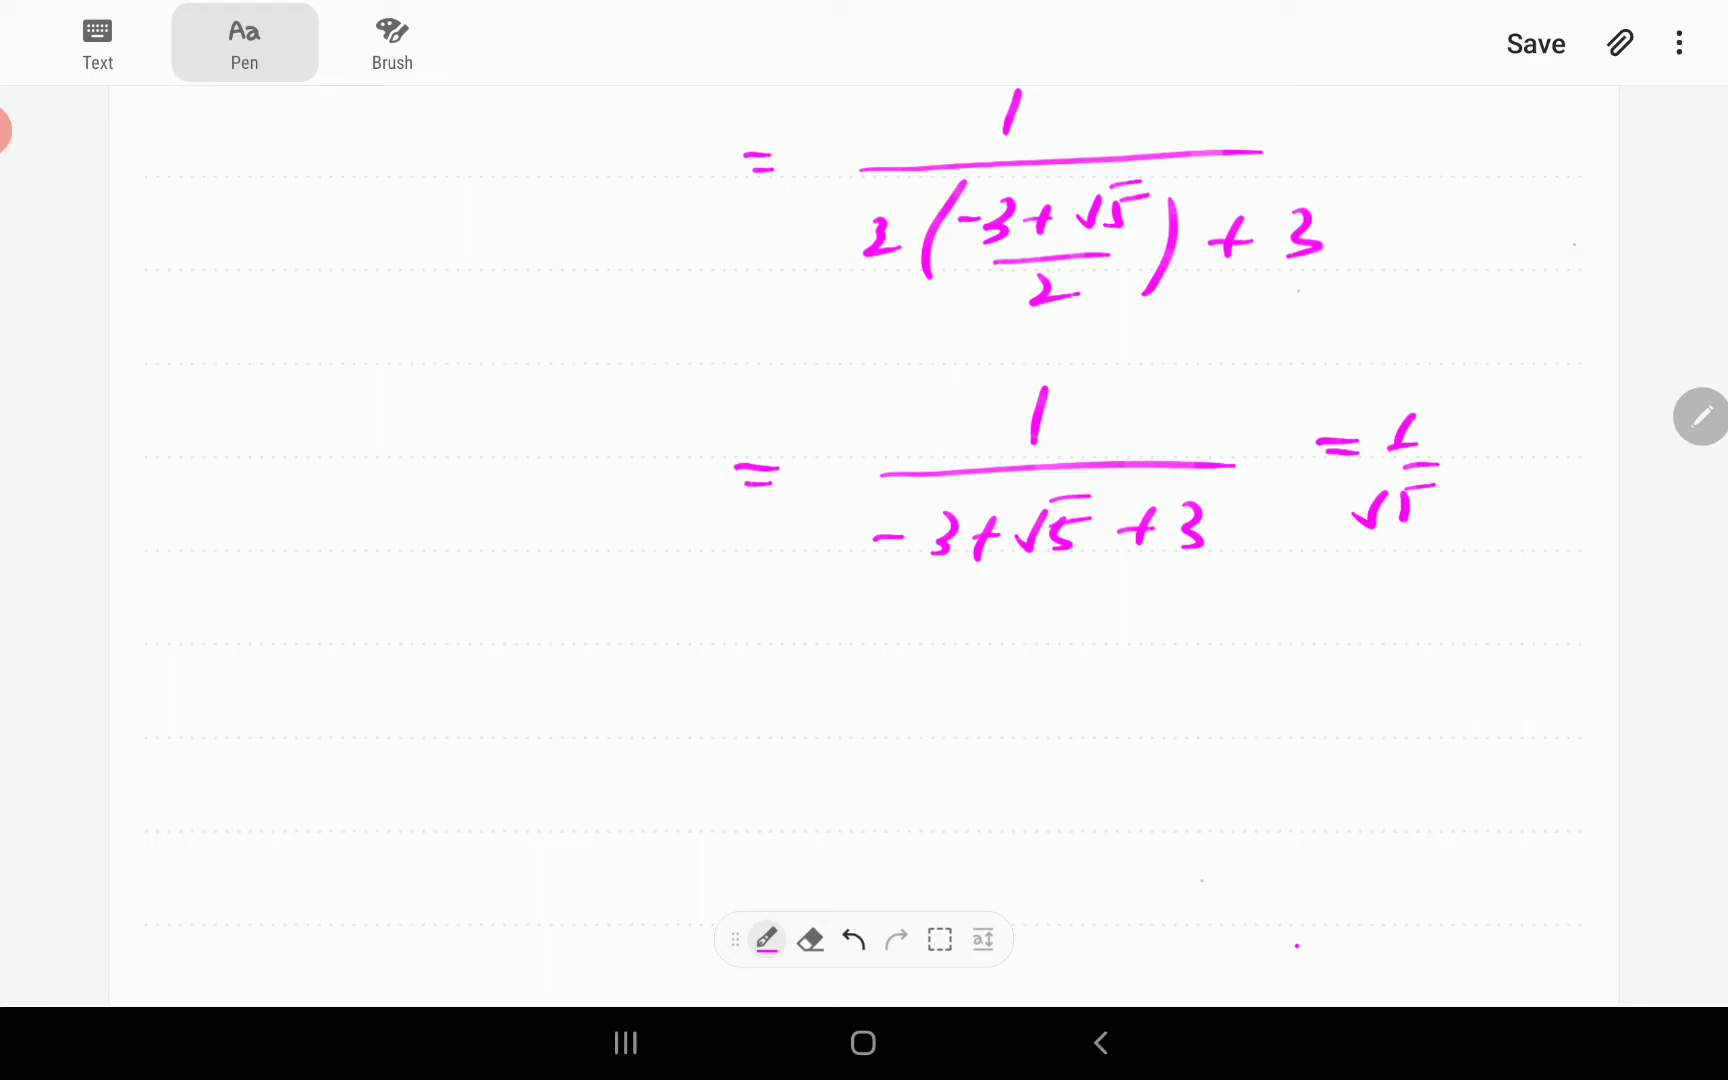 Text Pen Brush Save
= 1 / (2((-3+√5)/2) + 3)
= 1 / (-3+√5+3) = 1/√5